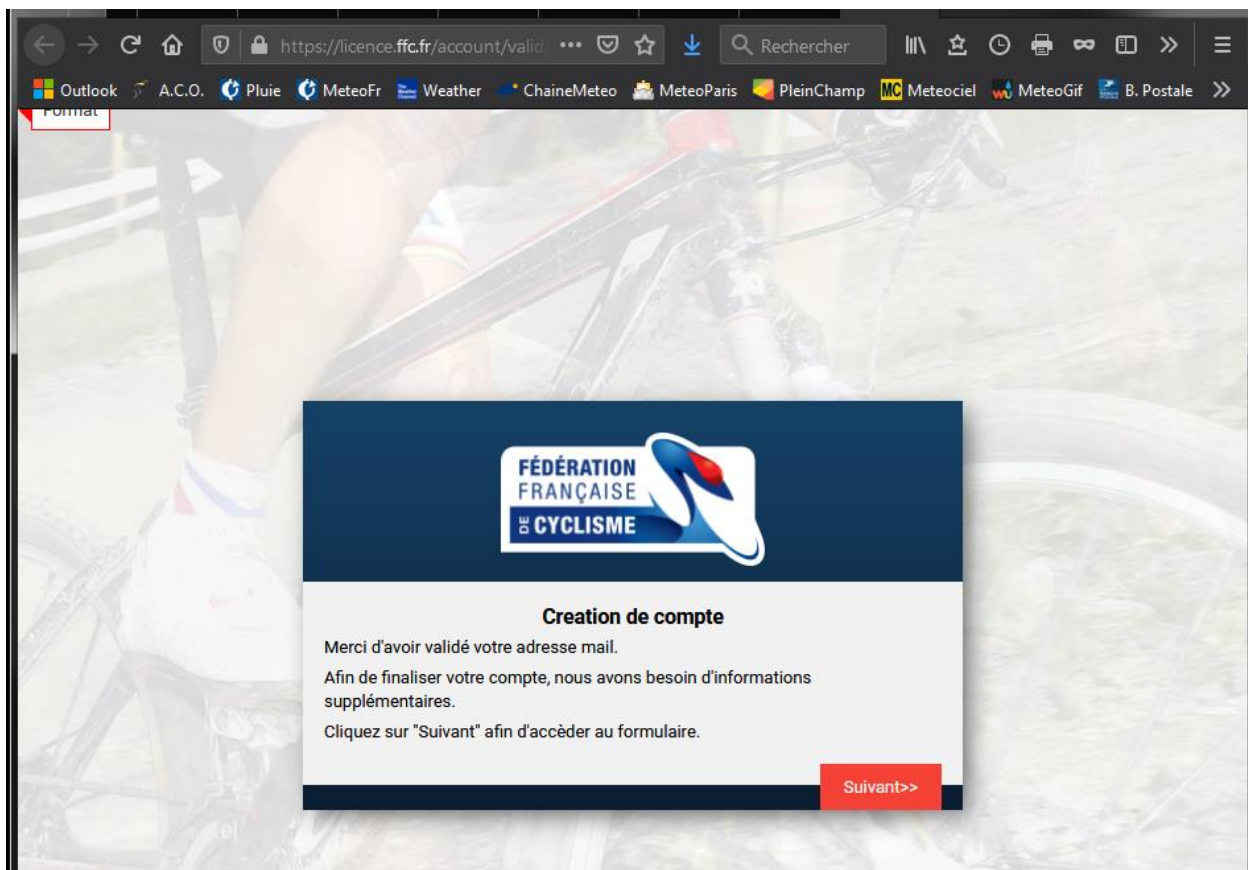 https://licence.ffc.fr/account/valid
Rechercher
Outlook
A.C.O.
Pluie
MeteoFr
Weather
ChaineMeteo
MeteoParis
PleinChamp
MC Meteociel
MeteoGif
B. Postale
Format
FÉDÉRATION
FRANÇAISE
DE CYCLISME
Creation de compte
Merci d'avoir validé votre adresse mail.
Afin de finaliser votre compte, nous avons besoin d'informations
supplémentaires.
Cliquez sur "Suivant" afin d'accèder au formulaire.
Suivant>>